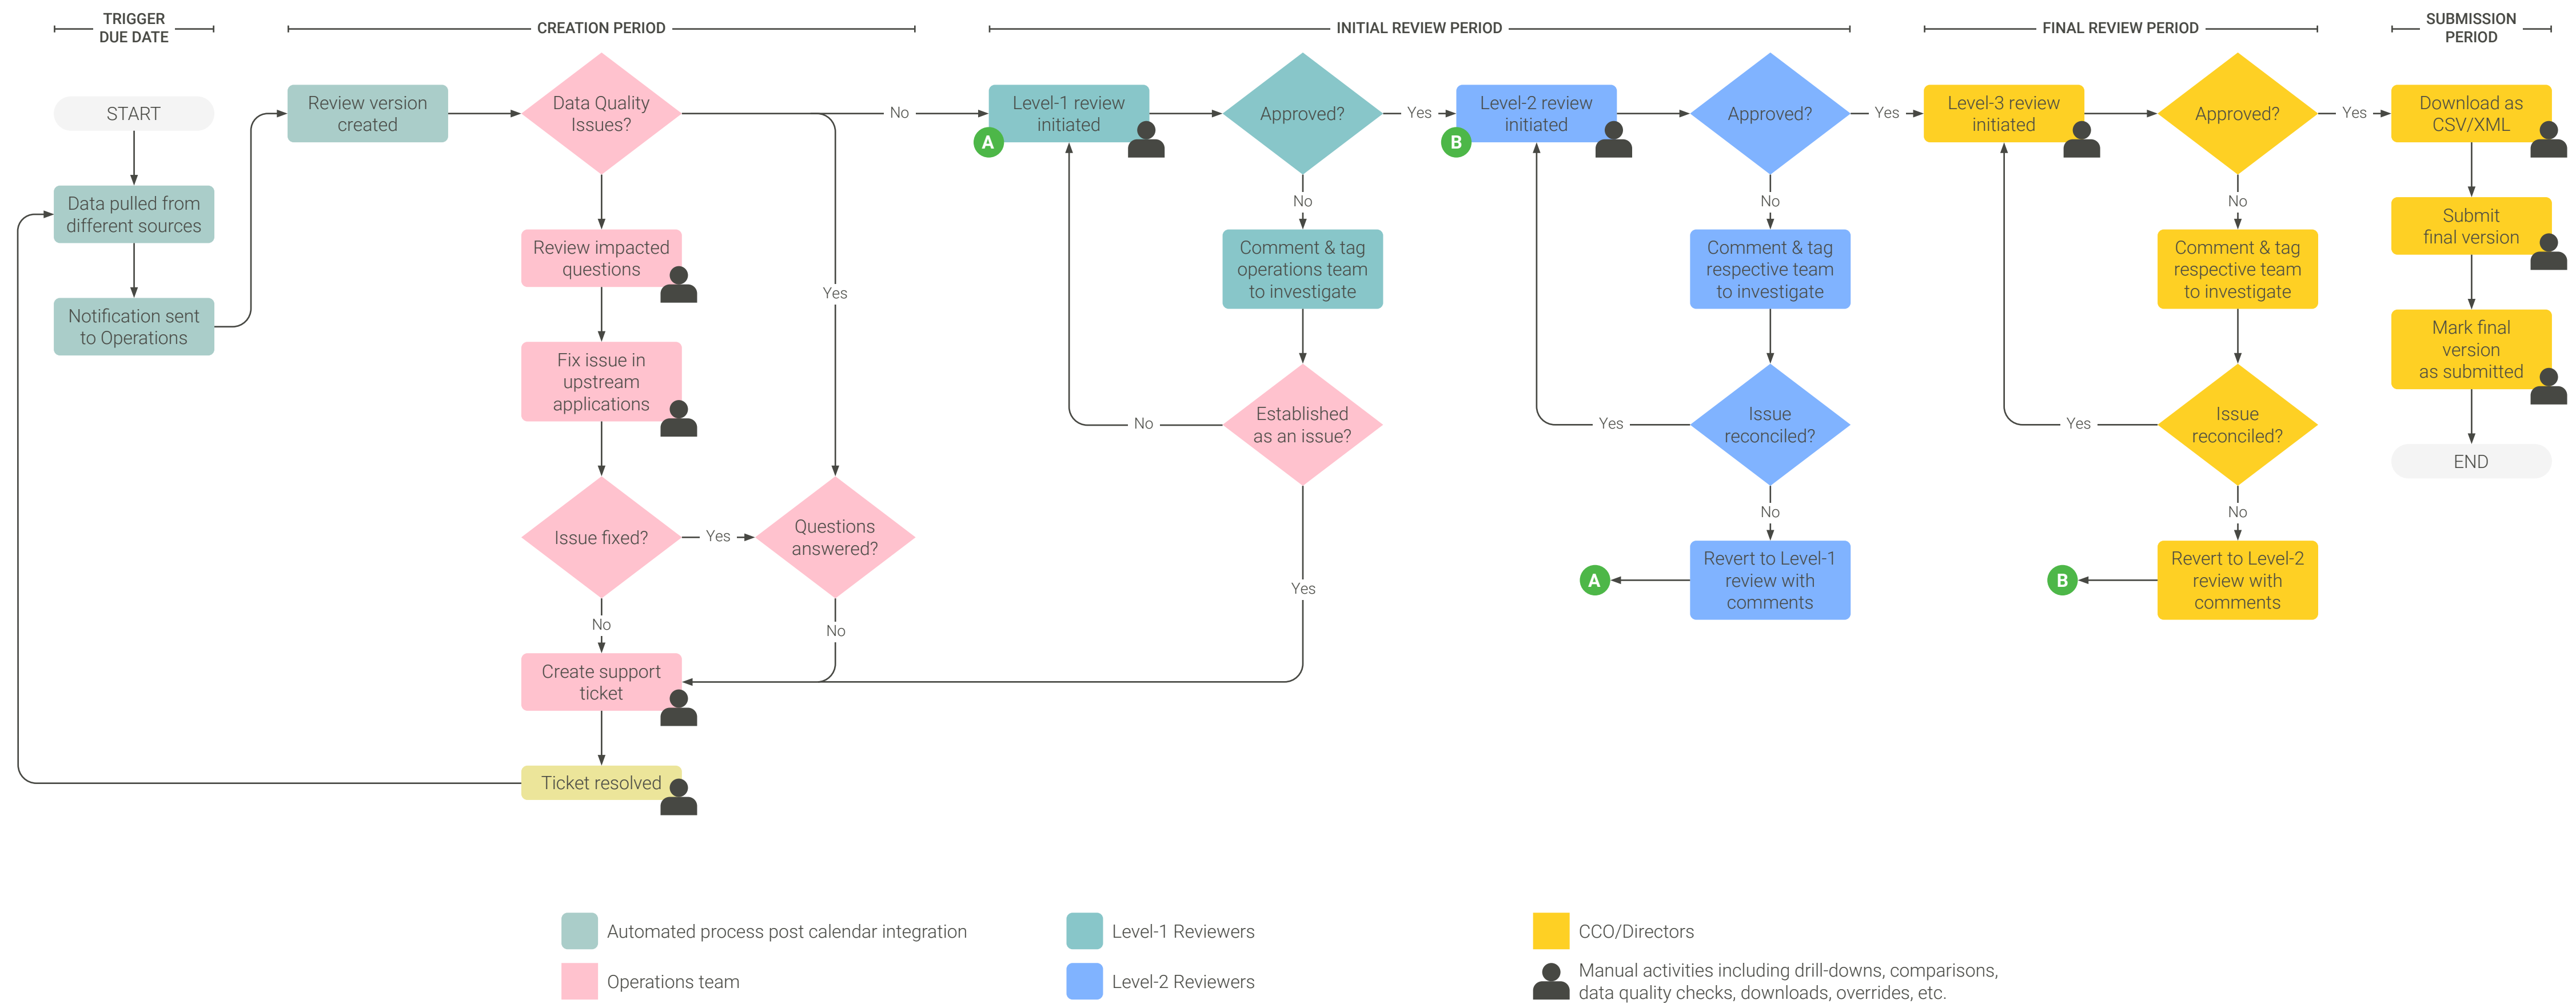 TRIGGER
DUE DATE
CREATION PERIOD
INITIAL REVIEW PERIOD
FINAL REVIEW PERIOD
SUBMISSION
PERIOD
START
Data pulled from
different sources
Notification sent
to Operations
Review version
created
Data Quality
Issues?
No
Yes
Review impacted
questions
Fix issue in
upstream
applications
Issue fixed?
Yes
Questions
answered?
No
No
Create support
ticket
Ticket resolved
Level-1 review
initiated
A
Approved?
Yes
No
Comment & tag
operations team
to investigate
Established
as an issue?
No
Yes
Level-2 review
initiated
B
Approved?
Yes
No
Comment & tag
respective team
to investigate
Issue
reconciled?
Yes
No
Revert to Level-1
review with
comments
A
Level-3 review
initiated
Approved?
Yes
No
Comment & tag
respective team
to investigate
Issue
reconciled?
Yes
No
Revert to Level-2
review with
comments
B
Download as
CSV/XML
Submit
final version
Mark final
version
as submitted
END
Automated process post calendar integration
Operations team
Level-1 Reviewers
Level-2 Reviewers
CCO/Directors
Manual activities including drill-downs, comparisons,
data quality checks, downloads, overrides, etc.